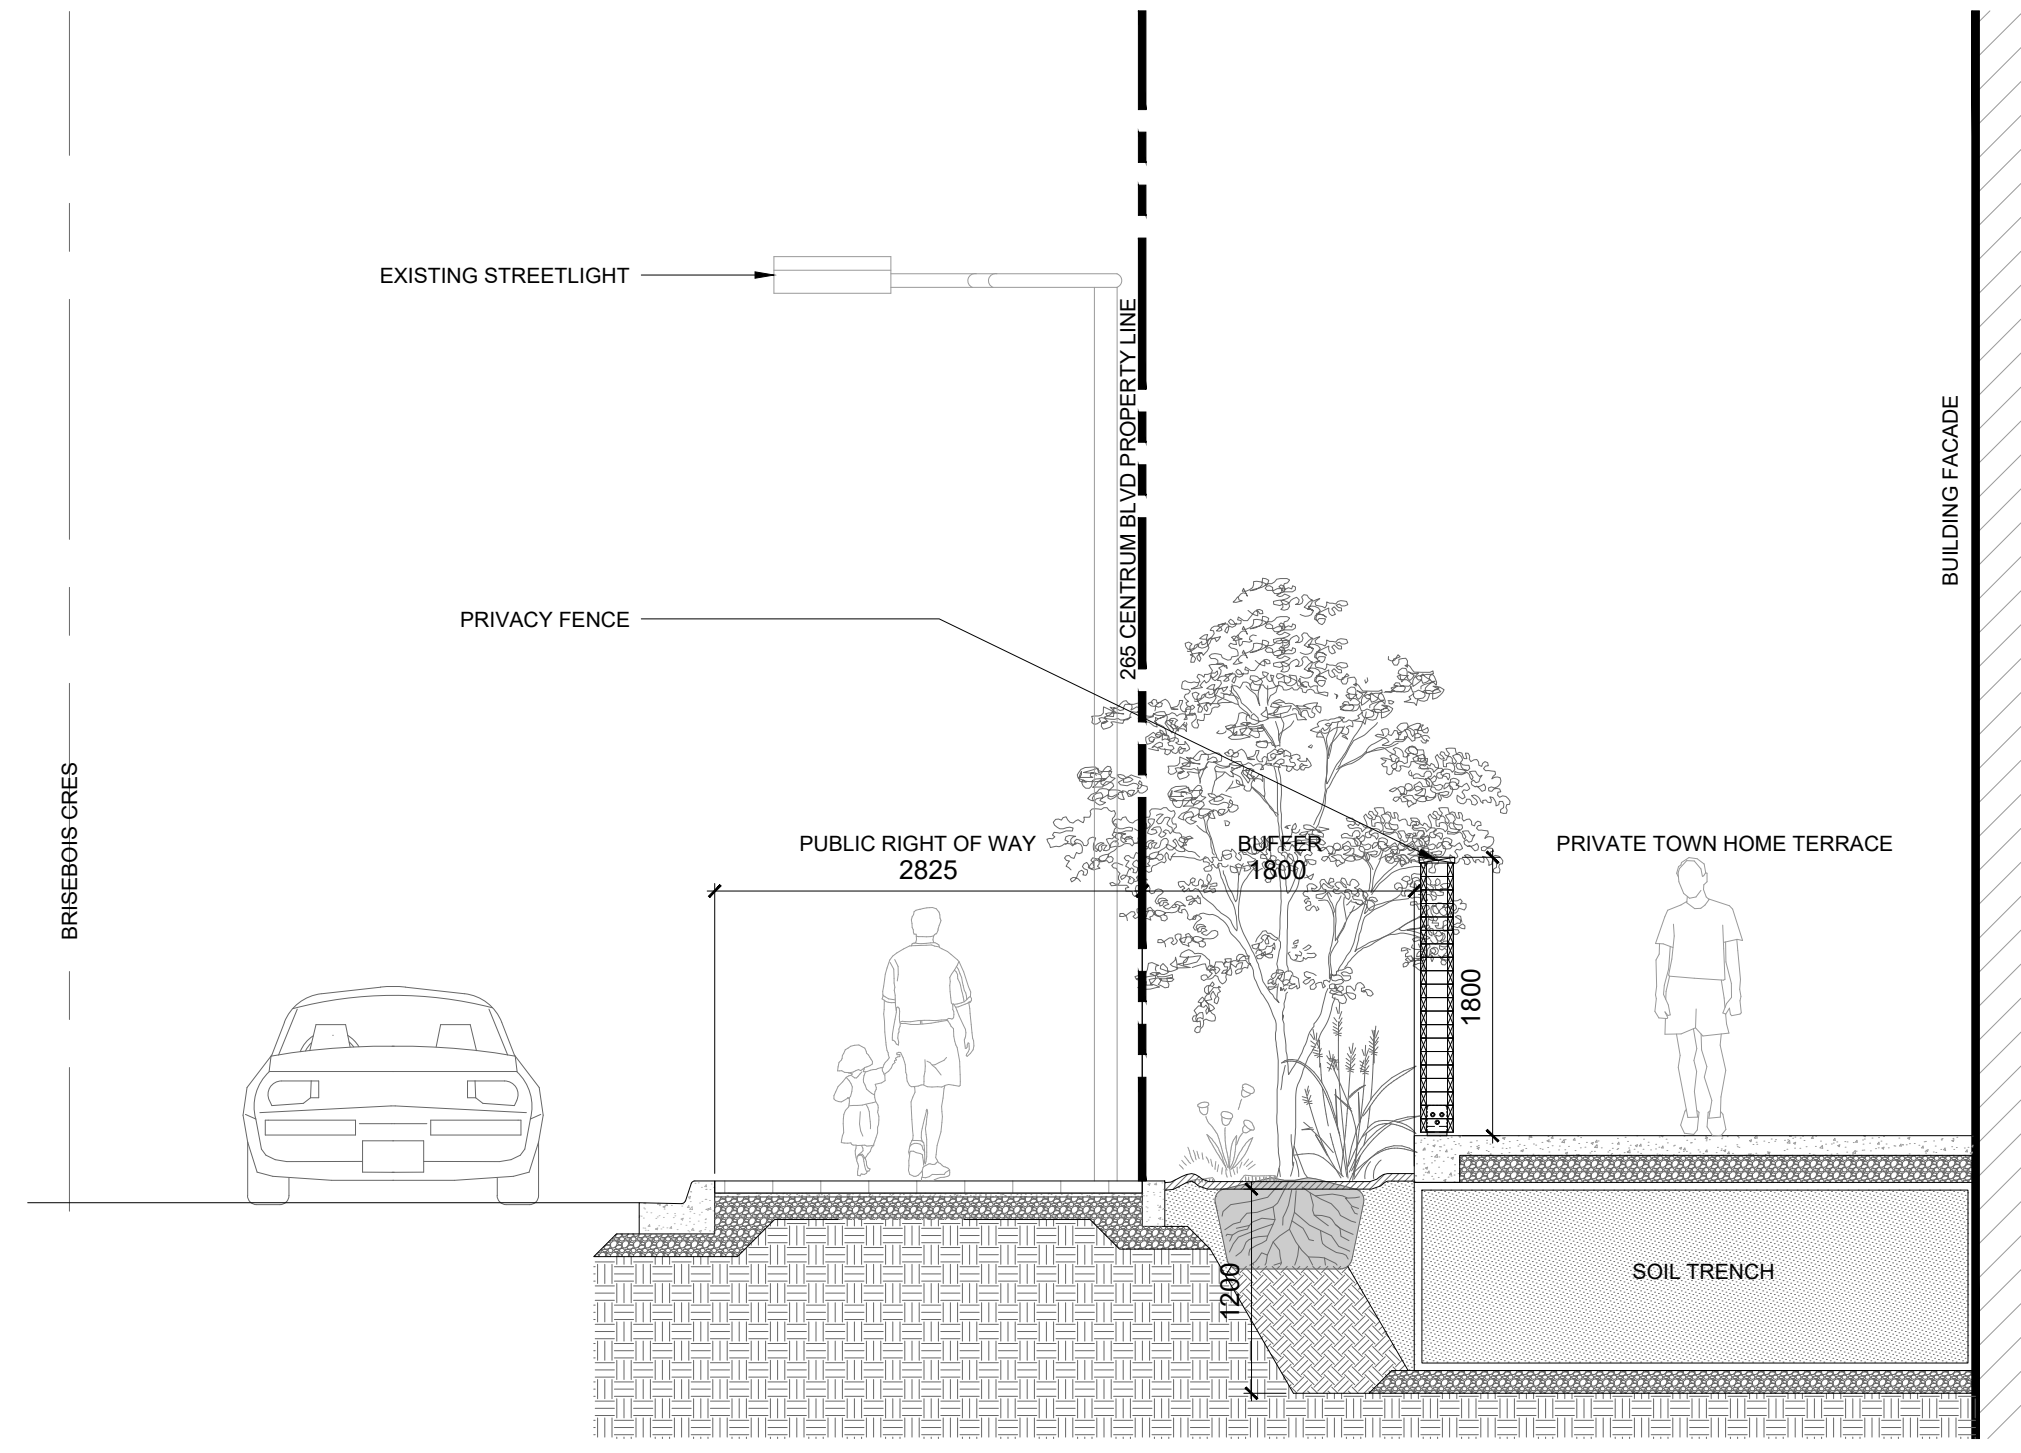 EXISTING STREETLIGHT
265 CENTRUM BLVD PROPERTY LINE
BUILDING FACADE
PRIVACY FENCE
BRISEBOIS CRES
PUBLIC RIGHT OF WAY
2825
BUFFER
1800
PRIVATE TOWN HOME TERRACE
1800
1200
SOIL TRENCH